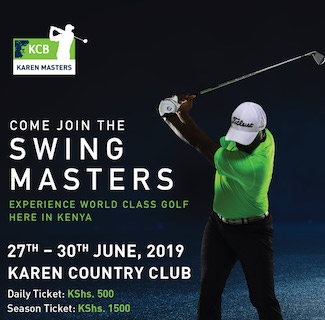 KCB
KAREN MASTERS
COME JOIN THE
SWING
MASTERS
EXPERIENCE WORLD CLASS GOLF
HERE IN KENYA
27TH – 30TH JUNE, 2019
KAREN COUNTRY CLUB
Daily Ticket: KShs. 500
Season Ticket: KShs. 1500
Titleist